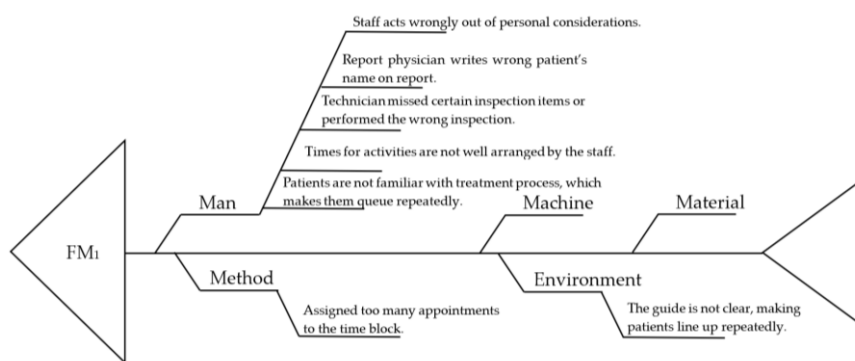 Staff acts wrongly out of personal considerations.
Report physician writes wrong patient's
name on report.
Technician missed certain inspection items or
performed the wrong inspection.
Times for activities are not well arranged by the staff.
Patients are not familiar with treatment process, which
makes them queue repeatedly.
Man
Machine
Material
FM1
Method
Environment
Assigned too many appointments
to the time block.
The guide is not clear, making
patients line up repeatedly.